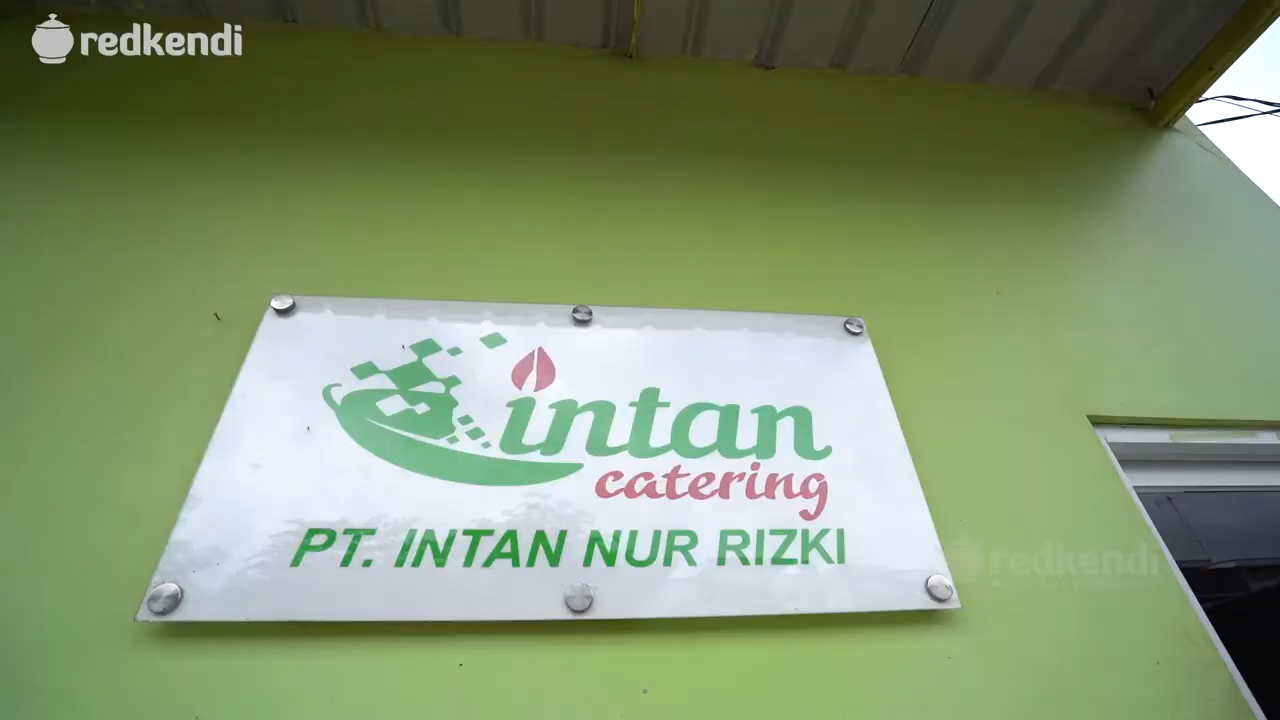 redkendi
intan
catering
PT. INTAN NUR RIZKI
redkendi